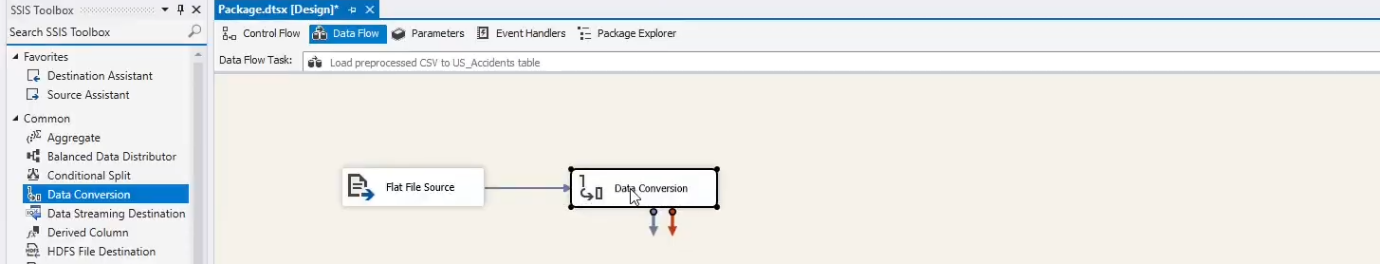 SSIS Toolbox
Search SSIS Toolbox
Favorites
Destination Assistant
Source Assistant
Common
Aggregate
Balanced Data Distributor
Conditional Split
Data Conversion
Data Streaming Destination
Derived Column
HDFS File Destination
Package.dtsx [Design]*
Control Flow Data Flow Parameters Event Handlers Package Explorer
Data Flow Task: Load preprocessed CSV to US_Accidents table
Flat File Source
Data Conversion